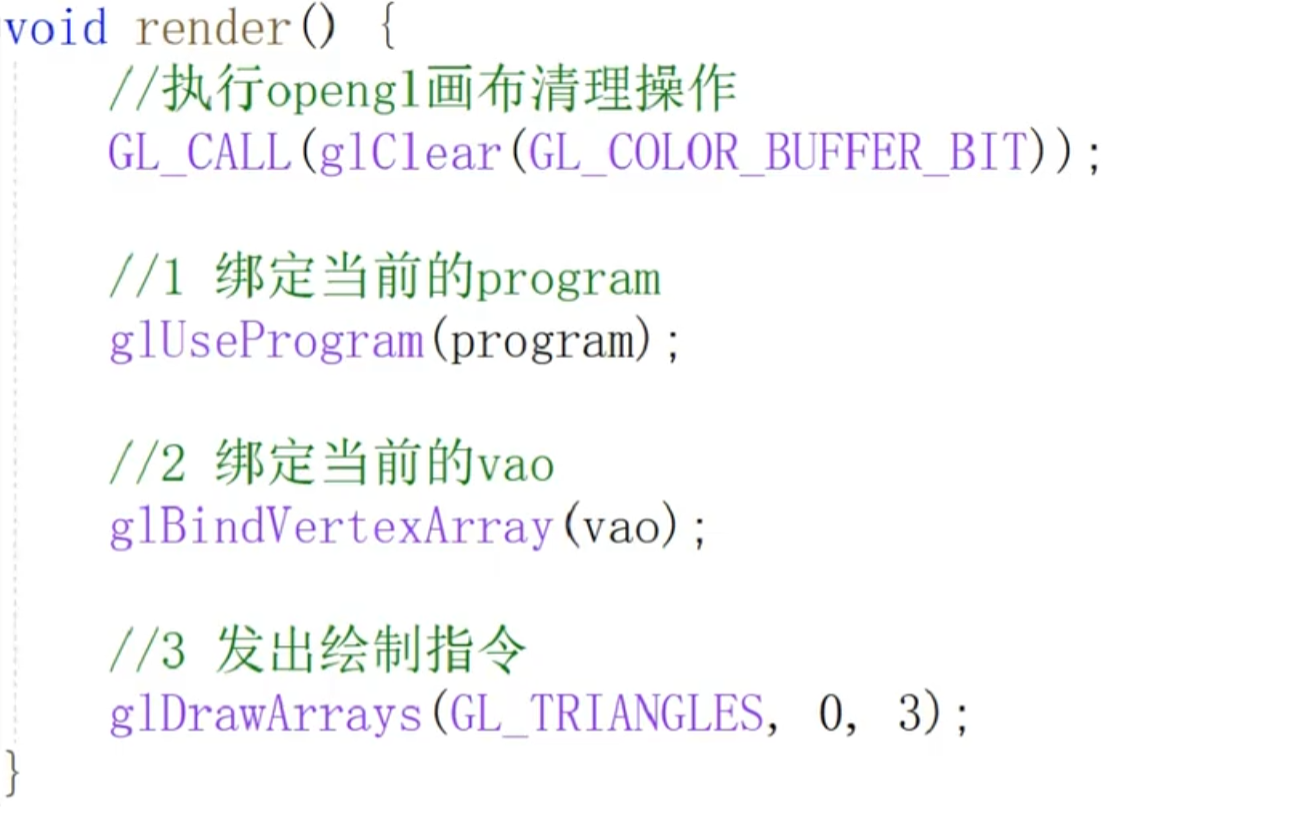 void render() {
//执行opengl画布清理操作
GL_CALL(glClear(GL_COLOR_BUFFER_BIT));
//1 绑定当前的program
glUseProgram(program);
//2 绑定当前的vao
glBindVertexArray(vao);
//3 发出绘制指令
glDrawArrays(GL_TRIANGLES, 0, 3);
}